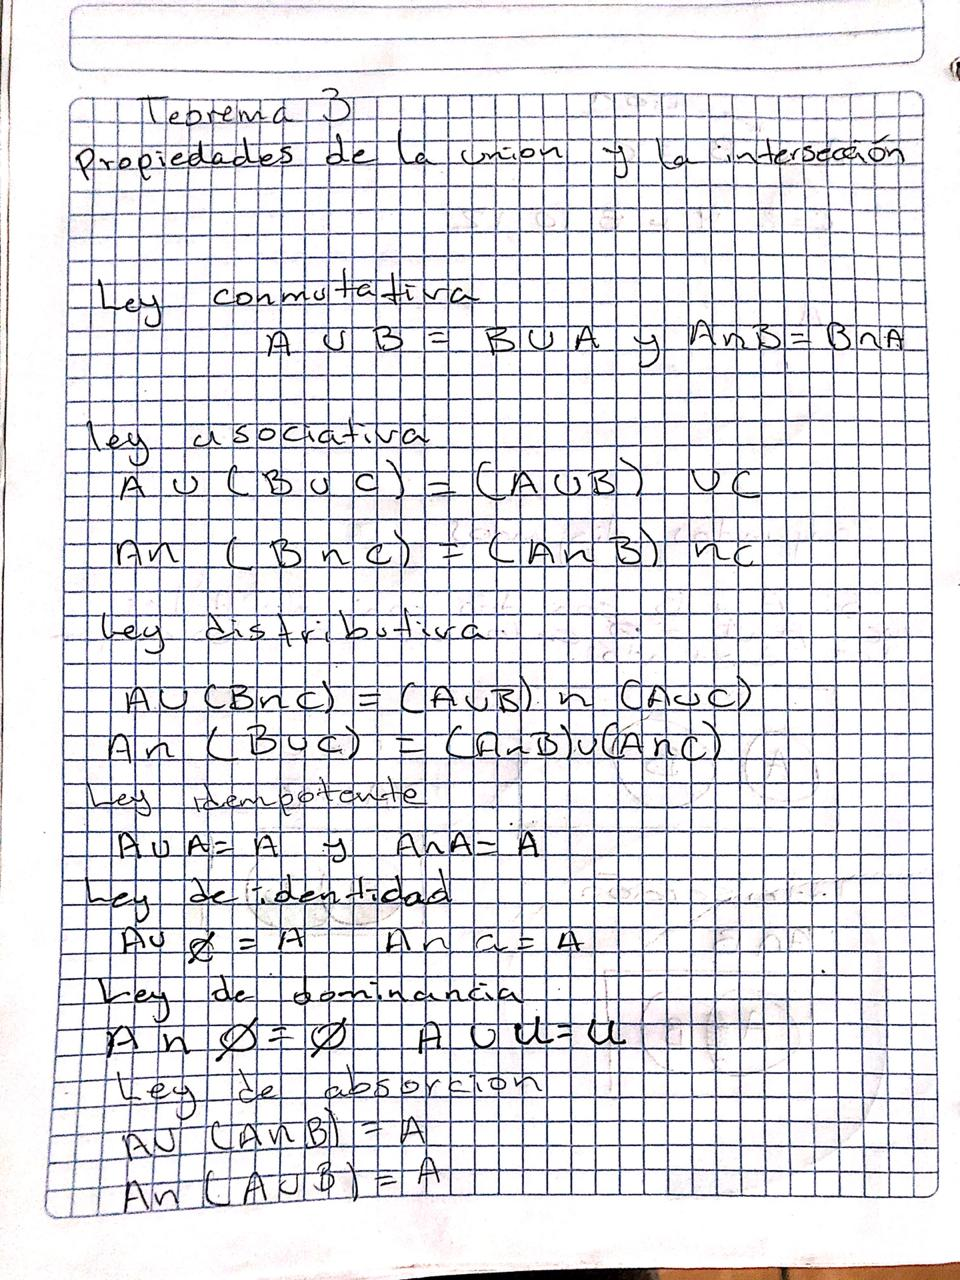 Teorema 3
Propiedades de la union y la intersección
Ley conmutativa
A ∪ B = B ∪ A y A∩B = B∩A
ley asociativa
A ∪ (B ∪ C) = (A ∪ B) ∪ C
A∩ (B ∩ C) = (A∩ B) ∩C
Ley distributiva
A∪ (B∩C) = (A∪B) ∩ (A∪C)
A∩ (B∪C) = (A∩B)∪(A∩C)
Ley idempotente
A∪A= A y A∩A= A
Ley de identidad
A∪ ∅ = A A∩ a = A
Ley de dominancia
A∩ ∅=∅ A ∪ U=U
Ley de absorcion
A∪ (A∩B) = A
A∩ (A∪B) = A